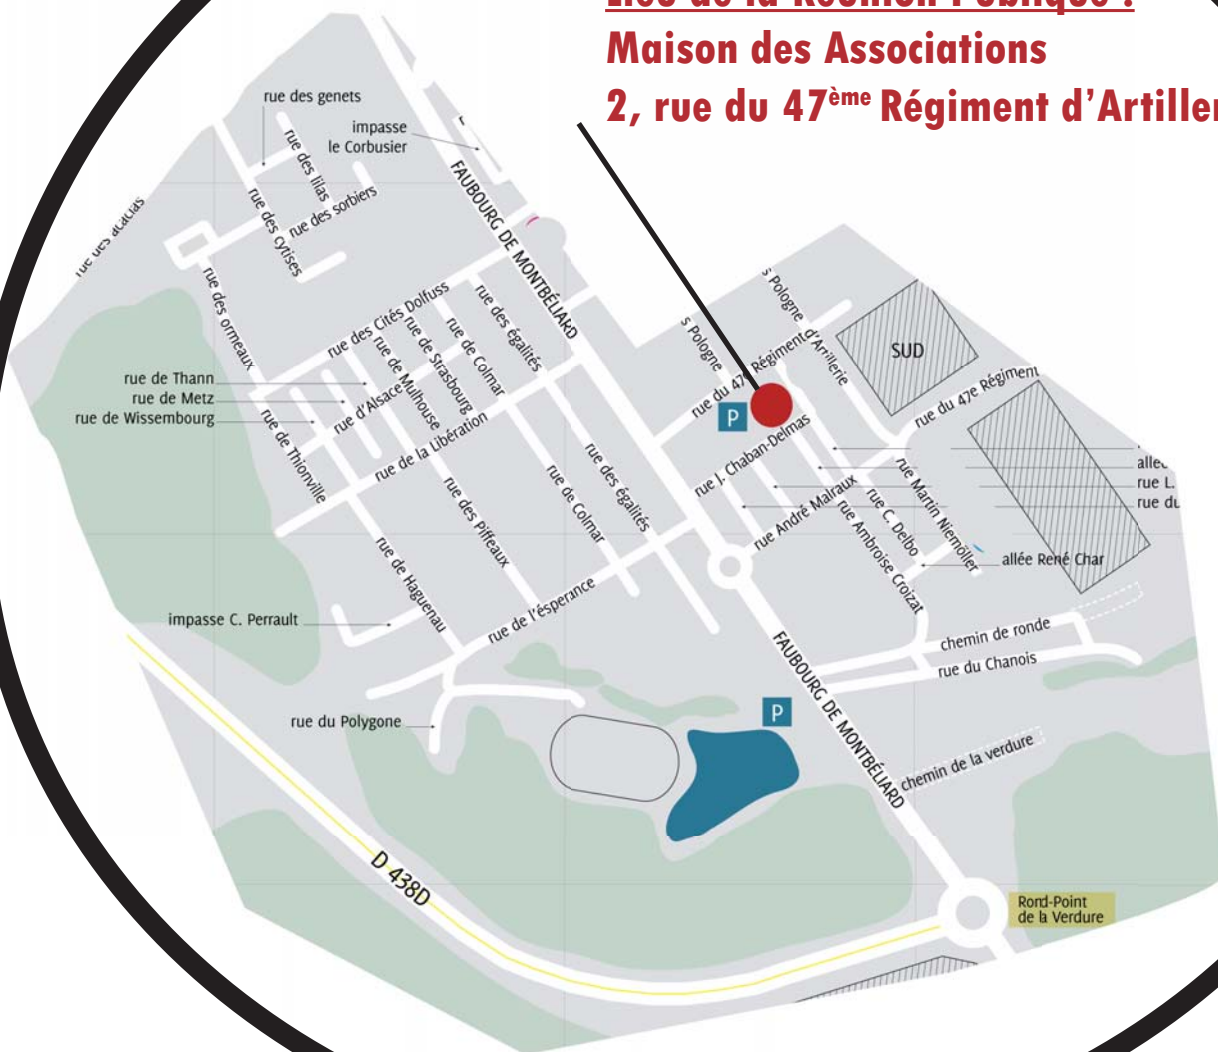 Maison des Associations
2, rue du 47ème Régiment d'Artiller
rue des genets
impasse
le Corbusier
rue des lilas
rue des sorbiers
rue des cytises
rue des acacias
FAUBOURG DE MONTBÉLIARD
rue des ormeaux
rue des Cités Dolfuss
rue des égalités
rue de Colmar
rue de Strasbourg
rue de Mulhouse
rue d'Alsace
rue de Thann
rue de Metz
rue de Wissembourg
rue de Thionville
rue de la Libération
s Pologne
s Pologne
d'Arrtillerie
rue du 47e Régiment
SUD
rue du 47e Régiment
P
rue J. Chaban-Delmas
rue des égalités
rue de Colmar
rue des Piffeaux
rue de Haguenau
rue André Malraux
rue C. Delbo
rue Martin Niemöller
rue Ambroise Croizat
allée
rue L.
rue du
allée René Char
impasse C. Perrault
rue de l'ésperance
chemin de ronde
rue du Chanois
FAUBOURG DE MONTBÉLIARD
rue du Polygone
P
chemin de la verdure
D 438D
Rond-Point
de la Verdure